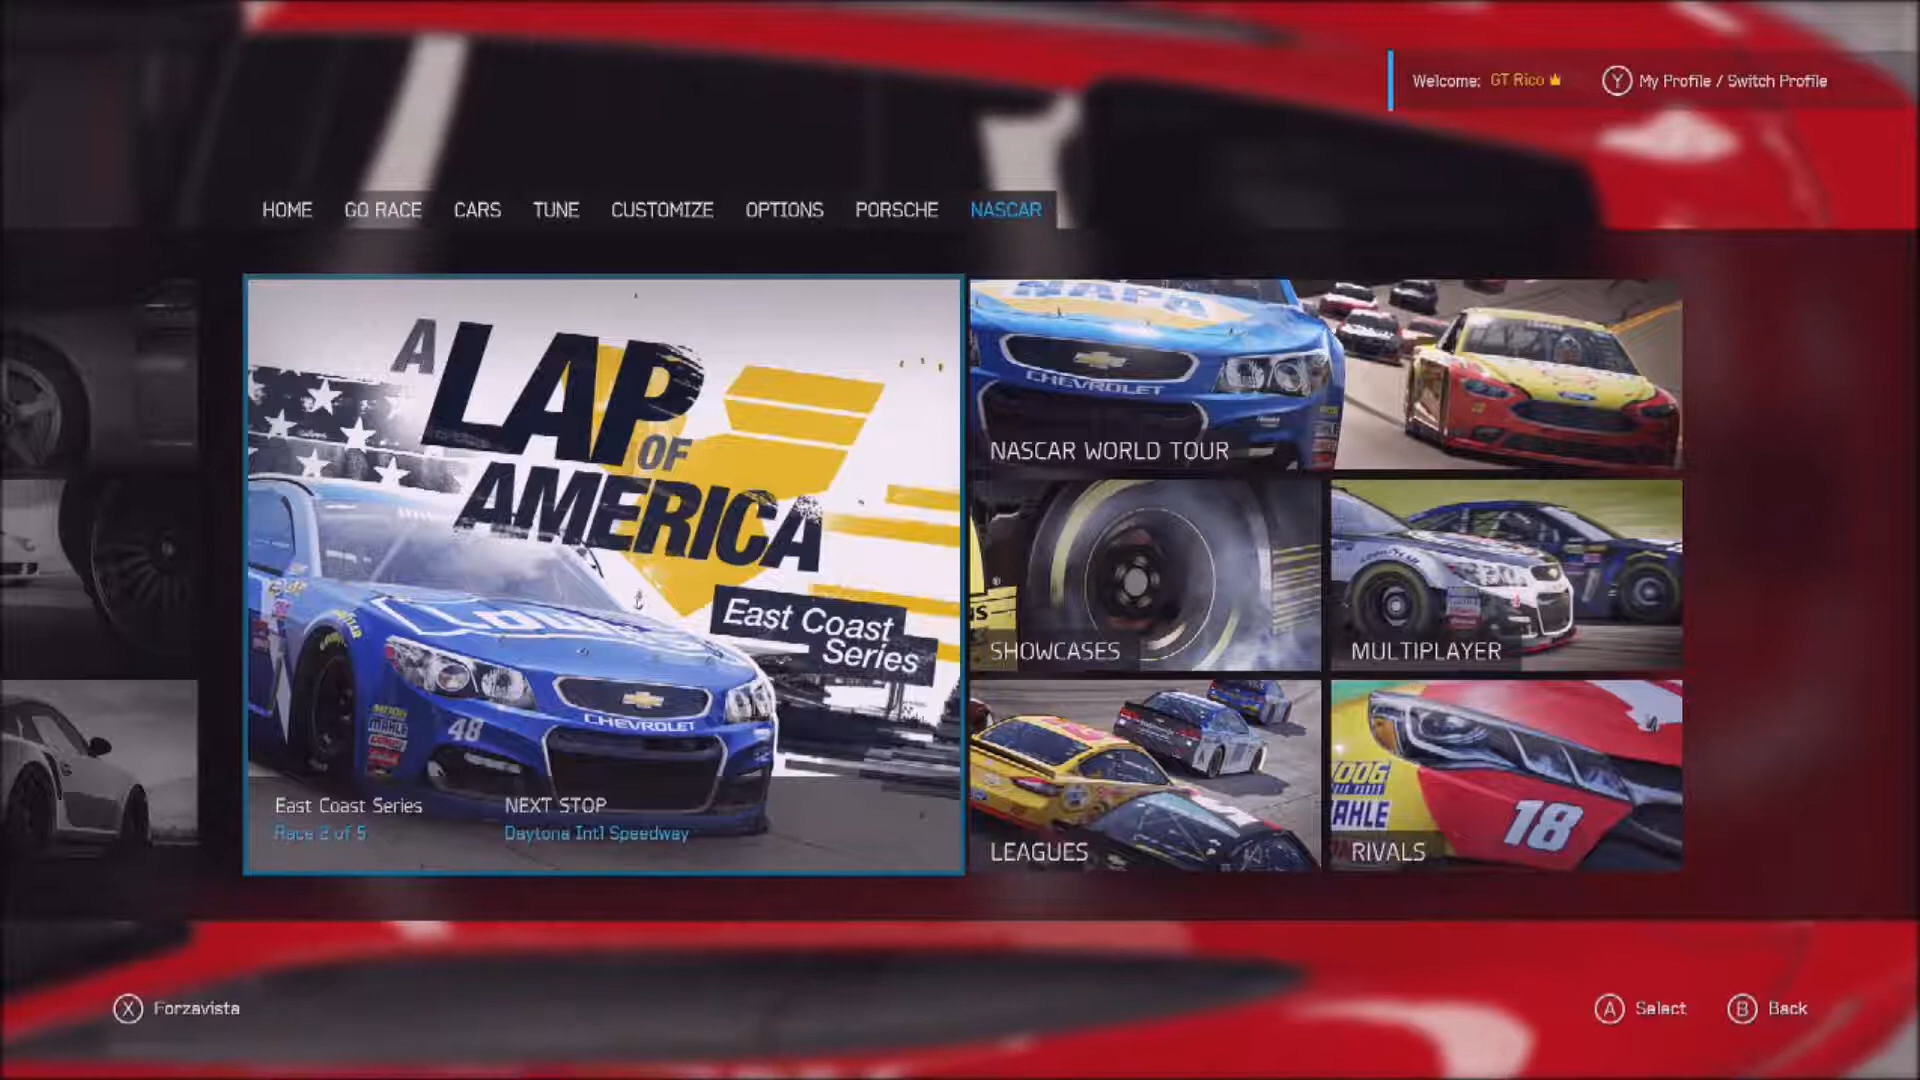 Welcome: GT Rico
Y My Profile / Switch Profile
HOME GO RACE CARS TUNE CUSTOMIZE OPTIONS PORSCHE NASCAR
A LAP OF AMERICA
East Coast
Series
48
CHEVROLET
MAHLE
East Coast Series
Race 2 of 5
NEXT STOP
Daytona Intl Speedway
NAPA
CHEVROLET
NASCAR WORLD TOUR
SHOWCASES
MULTIPLAYER
LEAGUES
18
RIVALS
X Forzavista
A Select
B Back